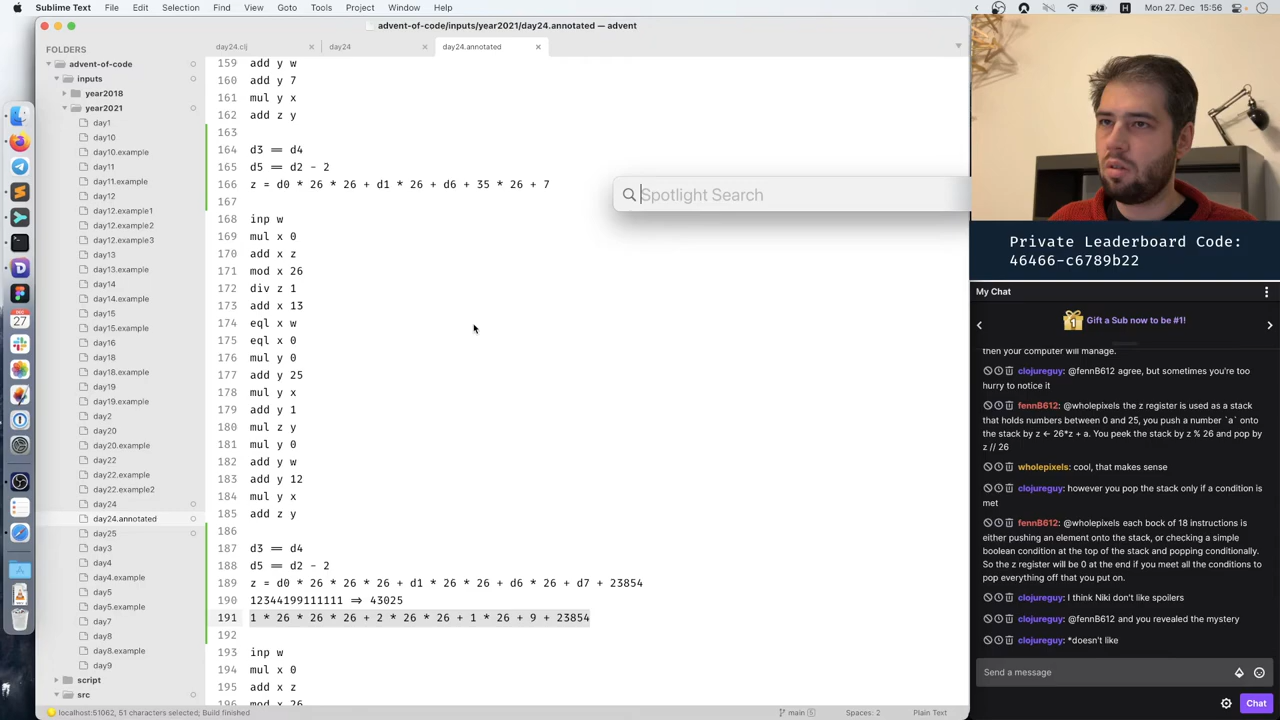 Sublime Text File Edit Selection Find View Goto Tools Project Window Help
Mon 27. Dec 15:56
advent-of-code/inputs/year2021/day24.annotated — advent
FOLDERS
advent-of-code
inputs
year2018
year2021
day1
day10
day10.example
day11
day11.example
day12
day12.example1
day12.example2
day12.example3
day13
day13.example
day14
day14.example
day15
day15.example
day16
day18
day18.example
day19
day19.example
day2
day20
day20.example
day22
day22.example
day22.example2
day24
day24.annotated
day25
day3
day4
day4.example
day5
day5.example
day7
day8
day8.example
day9
script
src
day24.clj
day24
day24.annotated
159 add y w
160 add y 7
161 mul y x
162 add z y
163
164 d3 == d4
165 d5 == d2 - 2
166 z = d0 * 26 * 26 + d1 * 26 + d6 + 35 * 26 + 7
167
168 inp w
169 mul x 0
170 add x z
171 mod x 26
172 div z 1
173 add x 13
174 eql x w
175 eql x 0
176 mul y 0
177 add y 25
178 mul y x
179 add y 1
180 mul z y
181 mul y 0
182 add y w
183 add y 12
184 mul y x
185 add z y
186
187 d3 == d4
188 d5 == d2 - 2
189 z = d0 * 26 * 26 * 26 + d1 * 26 * 26 + d6 * 26 + d7 + 23854
190 12344199111111 => 43025
191 1 * 26 * 26 * 26 + 2 * 26 * 26 + 1 * 26 + 9 + 23854
192
193 inp w
194 mul x 0
195 add x z
196 mod x 26
localhost:51062, 51 characters selected; Build finished
main 5
Spaces: 2
Plain Text
Spotlight Search
DEC
27
Private Leaderboard Code:
46466-c6789b22
My Chat
Gift a Sub now to be #1!
then your computer will manage.
clojureguy: @fennB612 agree, but sometimes you're too
hurry to notice it
fennB612: @wholepixels the z register is used as a stack
that holds numbers between 0 and 25, you push a number `a` onto
the stack by z ← 26*z + a. You peek the stack by z % 26 and pop by
z // 26
wholepixels: cool, that makes sense
clojureguy: however you pop the stack only if a condition is
met
fennB612: @wholepixels each bock of 18 instructions is
either pushing an element onto the stack, or checking a simple
boolean condition at the top of the stack and popping conditionally.
So the z register will be 0 at the end if you meet all the conditions to
pop everything off that you put on.
clojureguy: I think Niki don't like spoilers
clojureguy: @fennB612 and you revealed the mystery
clojureguy: *doesn't like
Send a message
Chat